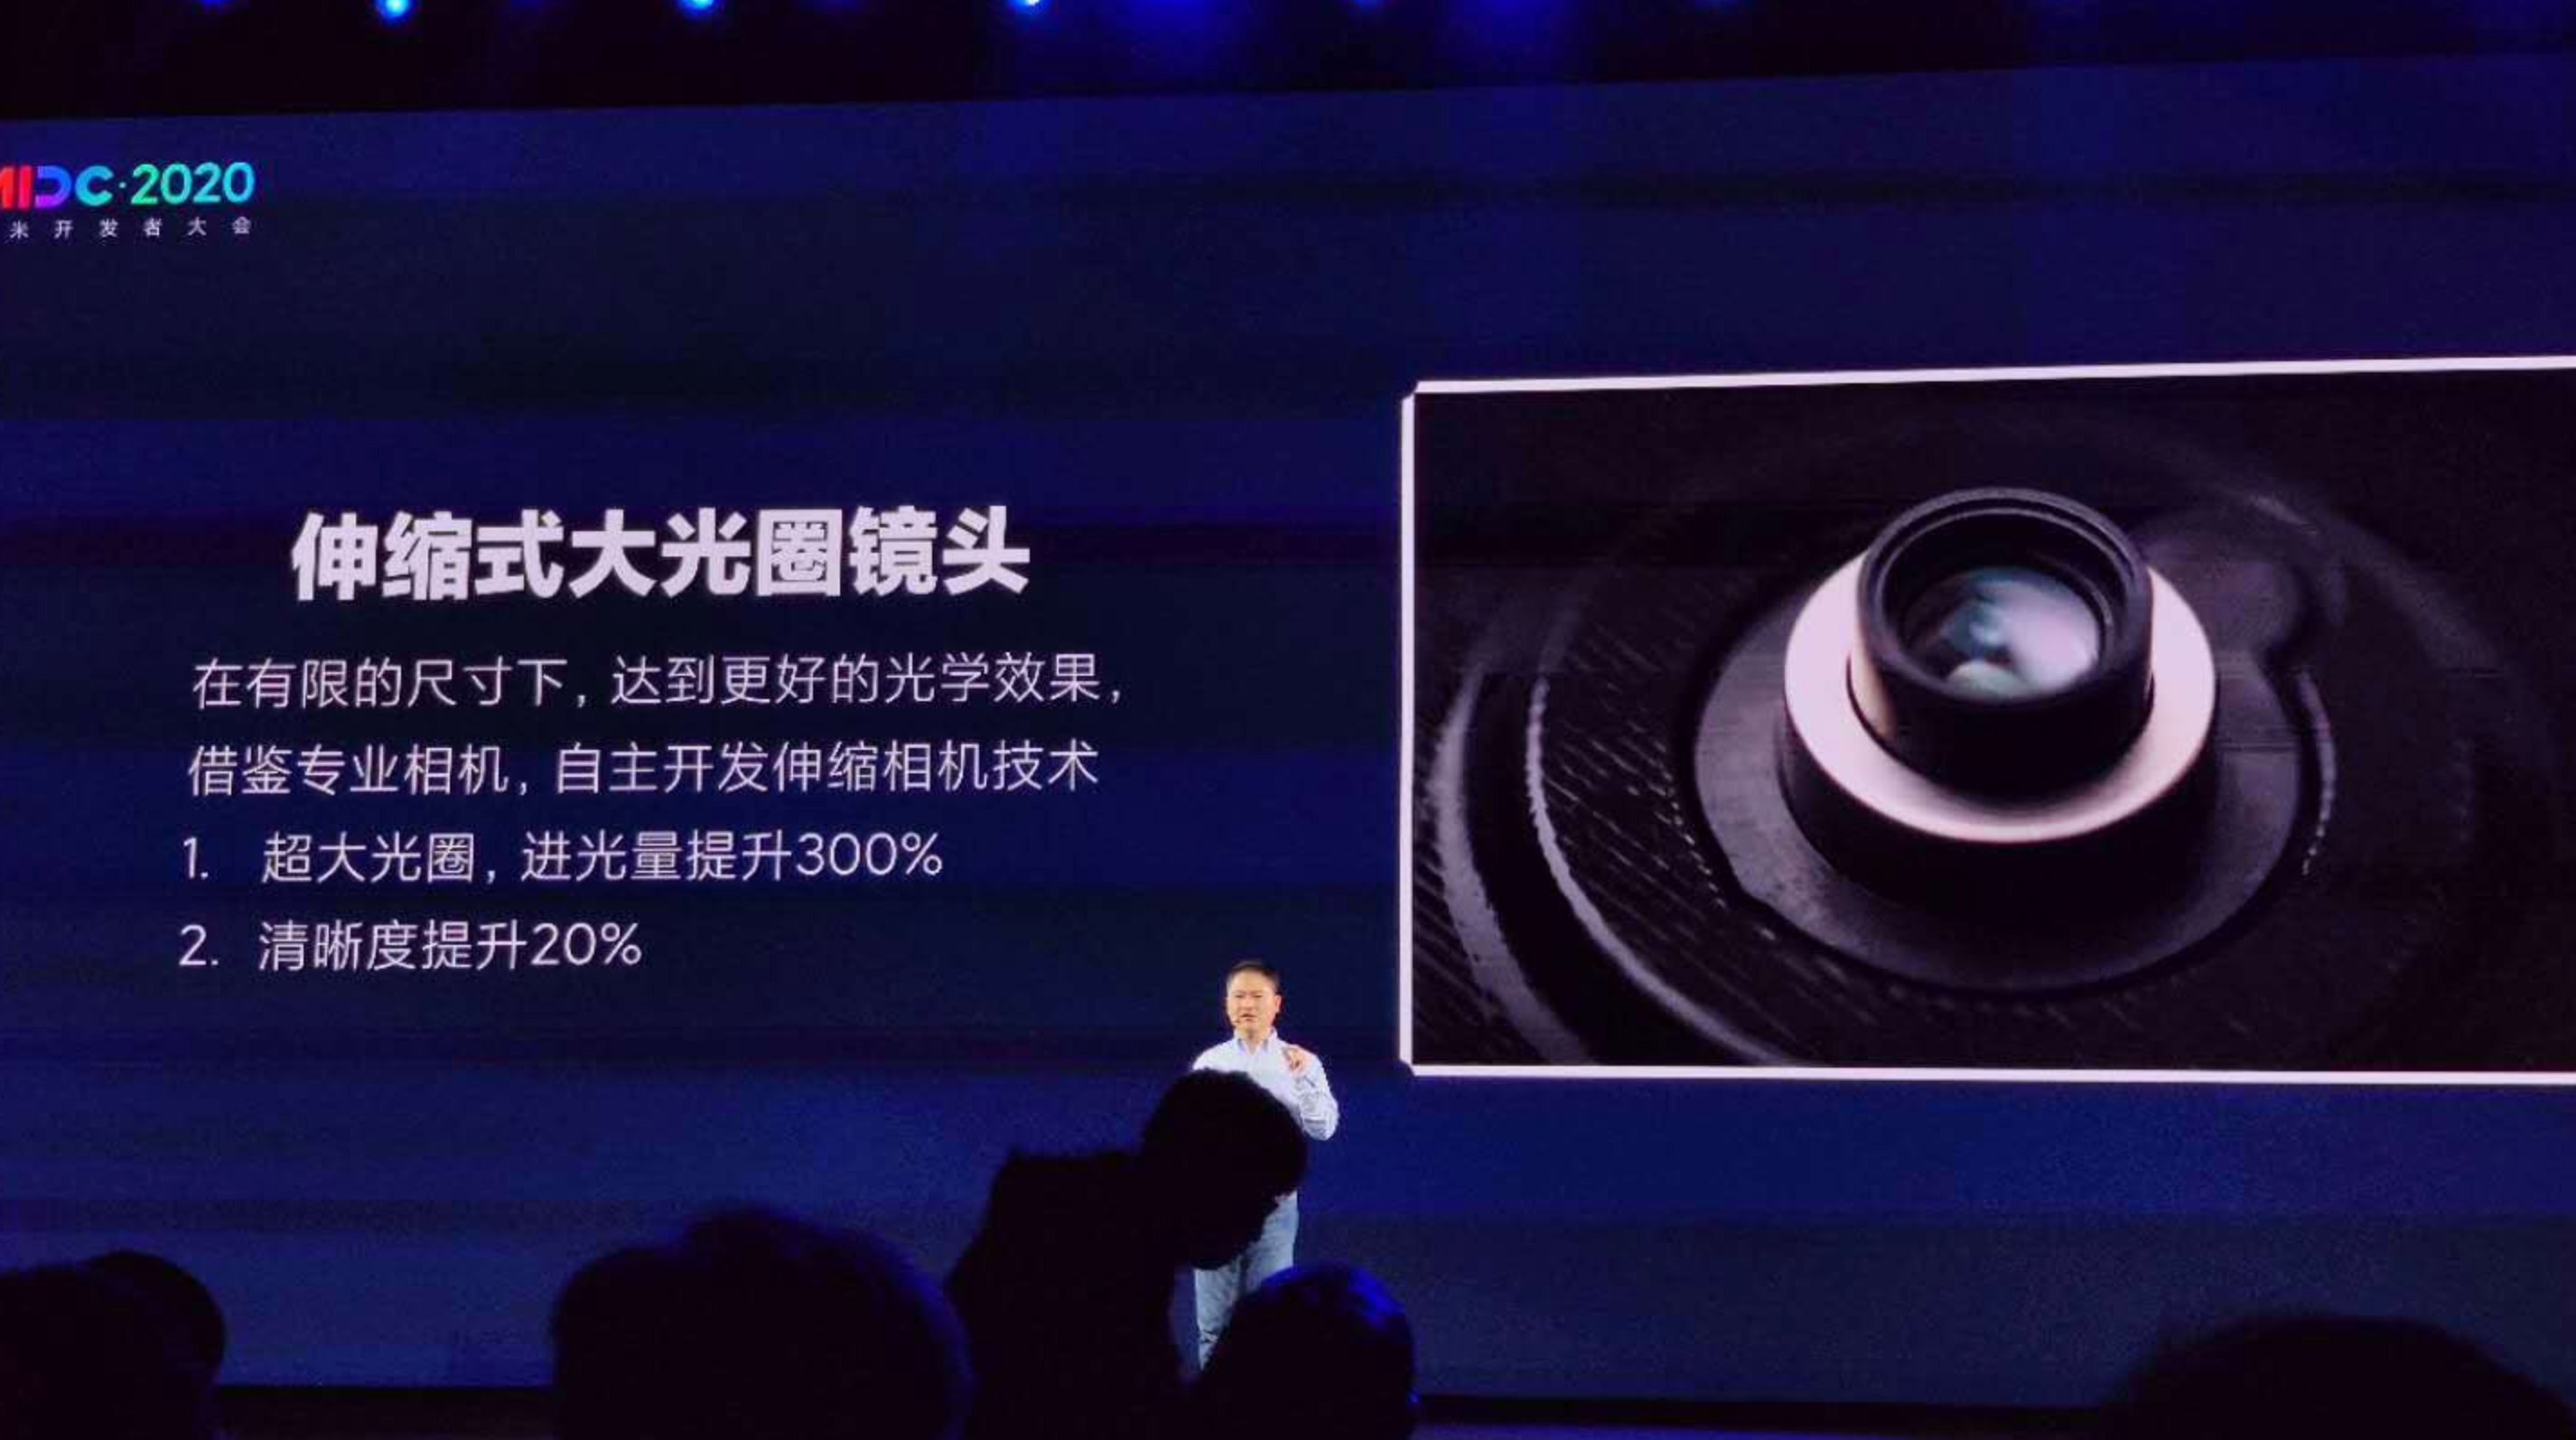 MIDC·2020
米开发者大会
伸缩式大光圈镜头
在有限的尺寸下，达到更好的光学效果，
借鉴专业相机，自主开发伸缩相机技术
1. 超大光圈，进光量提升300%
2. 清晰度提升20%